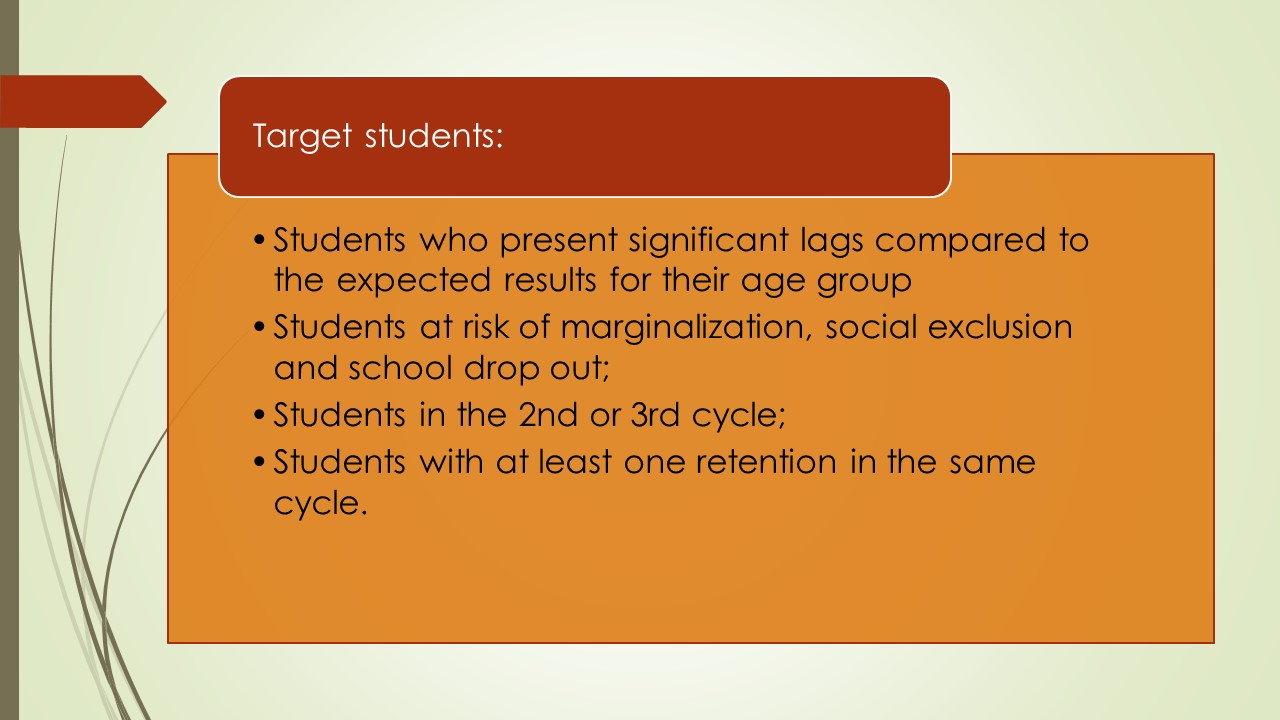 Target students:
• Students who present significant lags compared to
the expected results for their age group
• Students at risk of marginalization, social exclusion
and school drop out;
• Students in the 2nd or 3rd cycle;
• Students with at least one retention in the same
cycle.